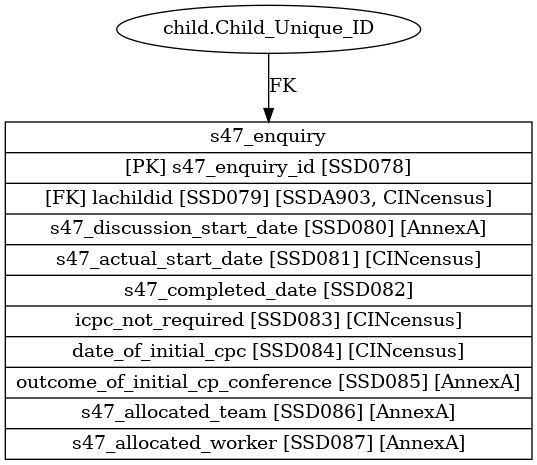 child.Child_Unique_ID
FK
s47_enquiry
[PK] s47_enquiry_id [SSD078]
[FK] lachildid [SSD079] [SSDA903, CINcensus]
s47_discussion_start_date [SSD080] [AnnexA]
s47_actual_start_date [SSD081] [CINcensus]
s47_completed_date [SSD082]
icpc_not_required [SSD083] [CINcensus]
date_of_initial_cpc [SSD084] [CINcensus]
outcome_of_initial_cp_conference [SSD085] [AnnexA]
s47_allocated_team [SSD086] [AnnexA]
s47_allocated_worker [SSD087] [AnnexA]